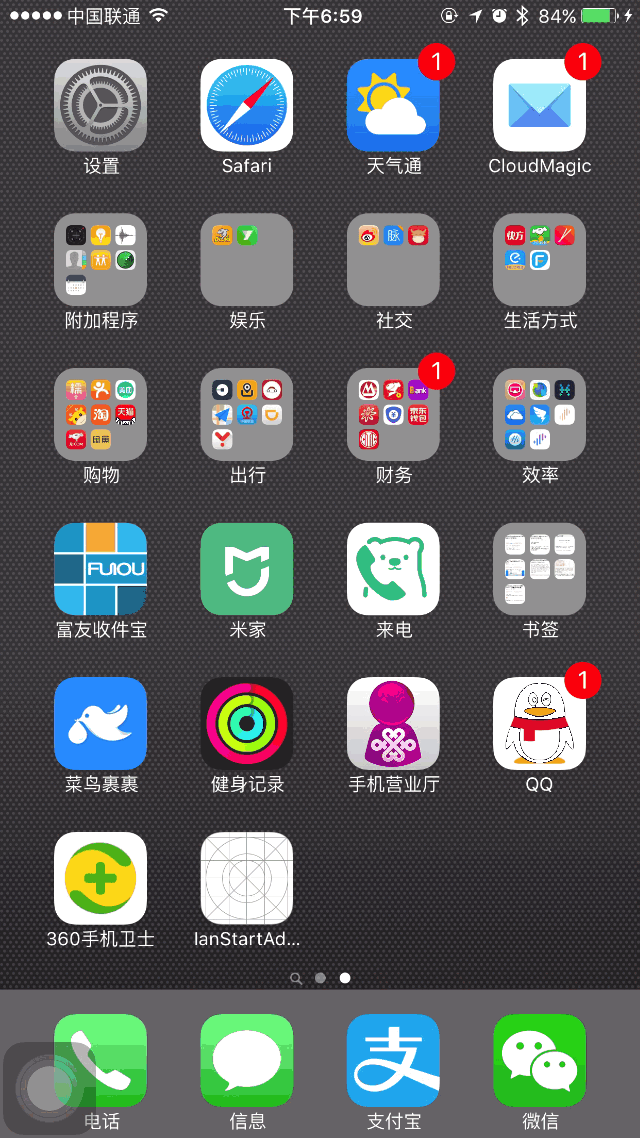 中国联通 下午6:59 84%
1 1
设置 Safari 天气通 CloudMagic
附加程序 娱乐 社交 生活方式
1
购物 出行 财务 效率
FUIOU
富友收件宝 米家 来电 书签
1
菜鸟裹裹 健身记录 手机营业厅 QQ
360手机卫士 lanStartAd...
支
电话 信息 支付宝 微信